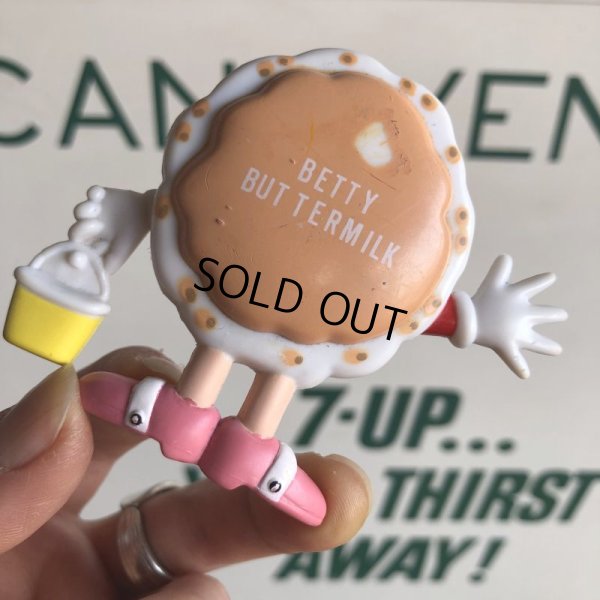 CAN VEN
BETTY
BUTTERMILK
SOLD OUT
7-UP...
THIRST
AWAY!